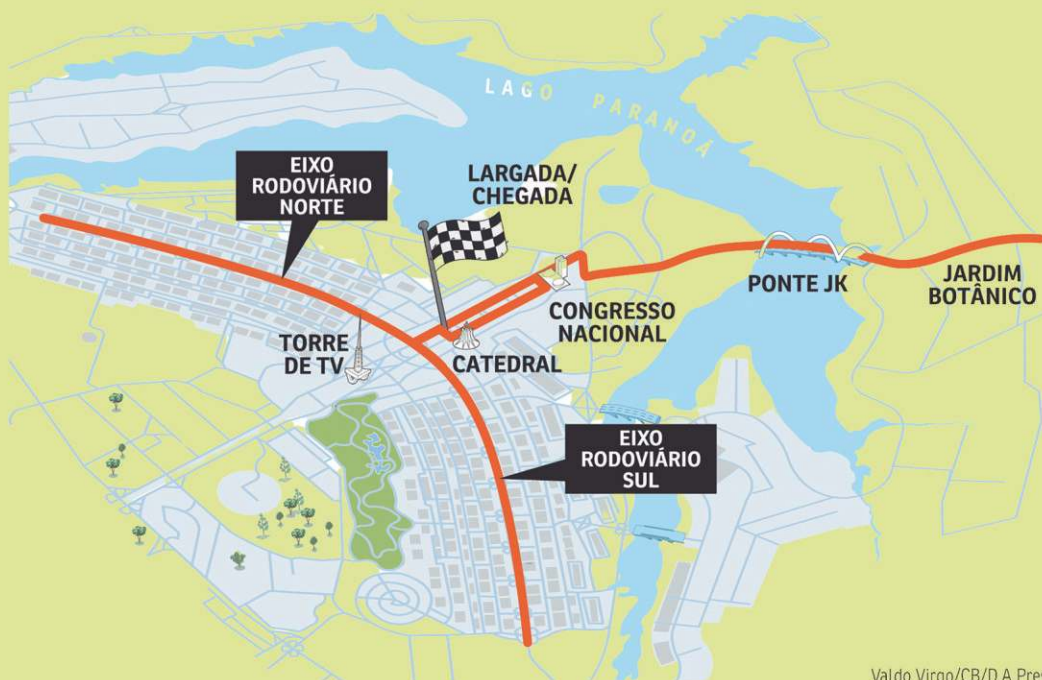 LAGO PARANOÁ
EIXO
RODOVIÁRIO
NORTE
LARGADA/
CHEGADA
PONTE JK
JARDIM
BOTÂNICO
CONGRESSO
NACIONAL
TORRE
DE TV
CATEDRAL
EIXO
RODOVIÁRIO
SUL
Valdo Virgo/CB/D.A Pres